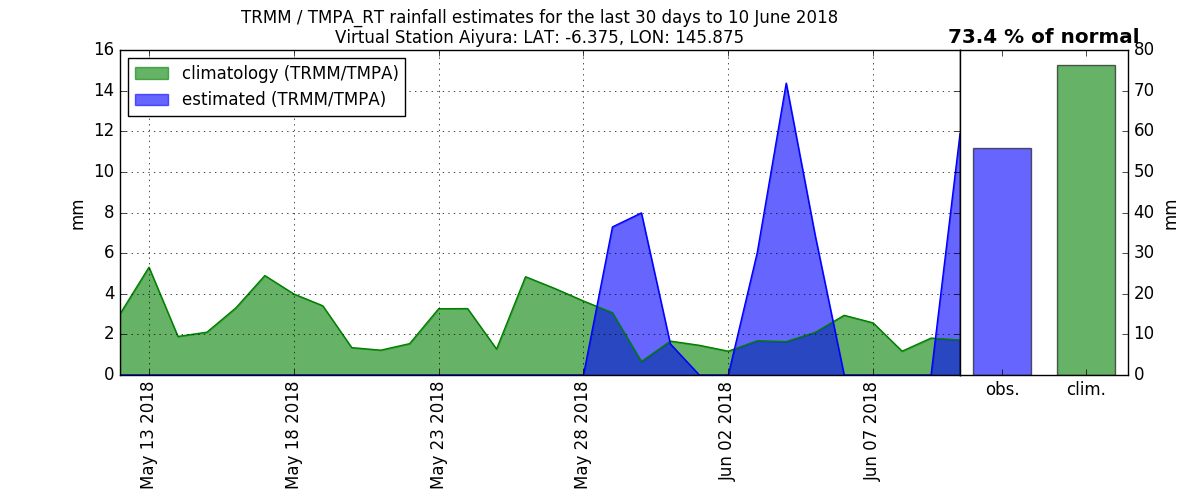 TRMM / TMPA_RT rainfall estimates for the last 30 days to 10 June 2018
Virtual Station Aiyura: LAT: -6.375, LON: 145.875
73.4 % of normal
climatology (TRMM/TMPA)
estimated (TRMM/TMPA)
16
14
12
10
8
6
4
2
0
mm
80
70
60
50
40
30
20
10
0
mm
May 13 2018
May 18 2018
May 23 2018
May 28 2018
Jun 02 2018
Jun 07 2018
obs.
clim.